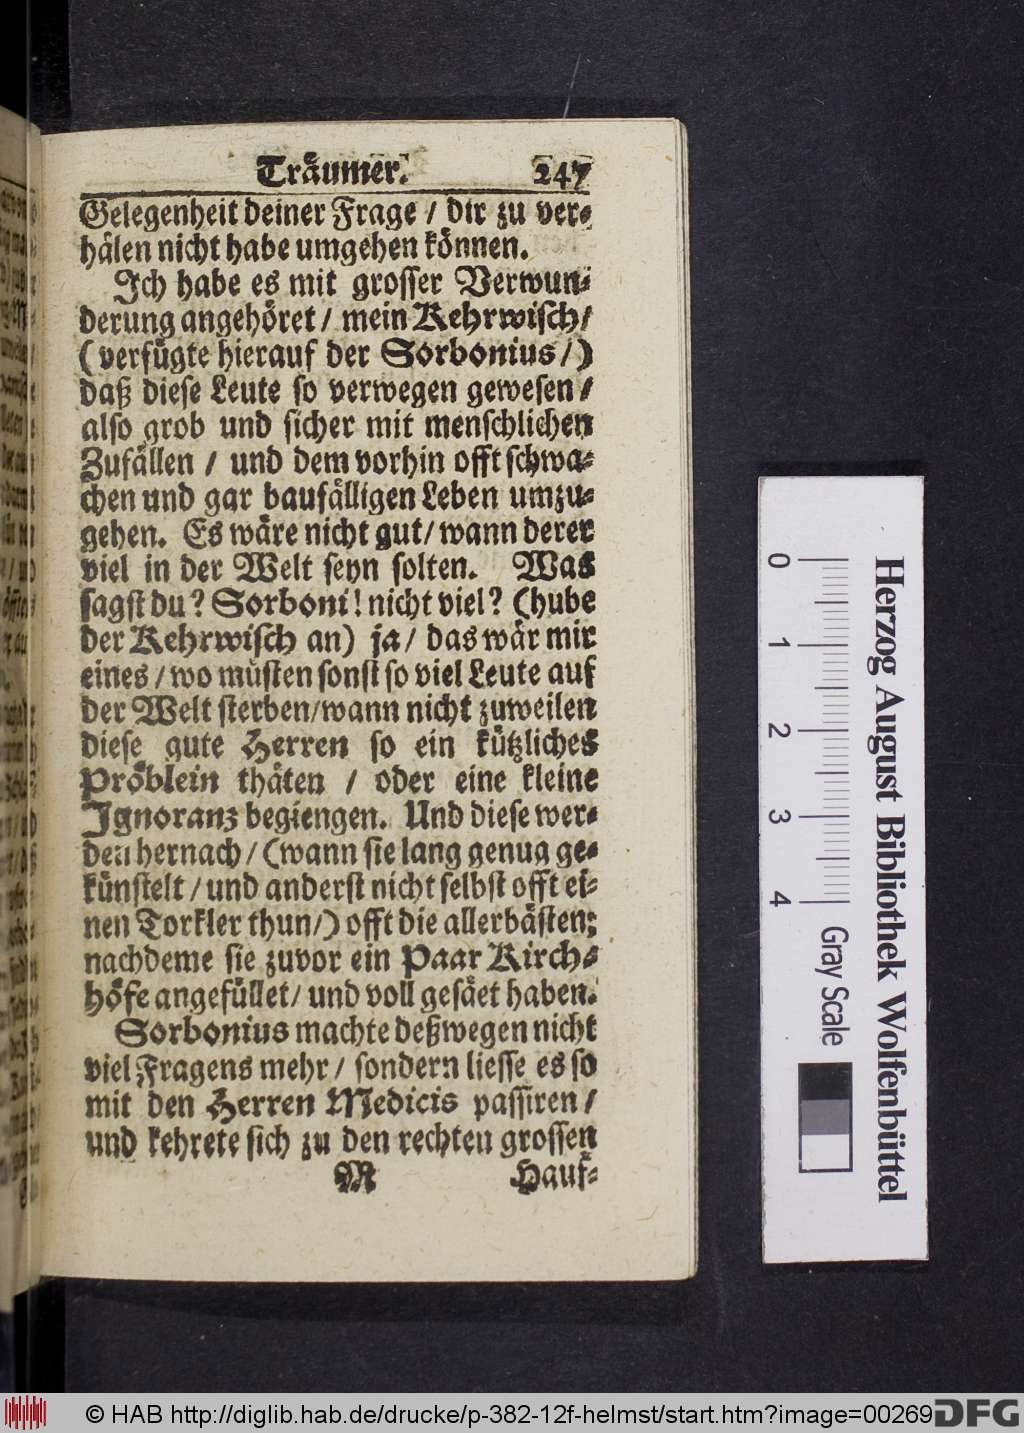 Träumer. 247
Gelegenheit deiner Frage / dir zu ver-
hälen nicht habe umgehen können.
Ich habe es mit grosser Verwun-
derung angehöret / mein Kehrwisch /
( verfügte hierauf der Sorbonius / )
daß diese Leute so verwegen gewesen /
also grob und sicher mit menschlichen
Zufällen / und dem vorhin offt schwa-
chen und gar baufälligen Leben umzu-
gehen. Es wäre nicht gut / wann derer
viel in der Welt seyn solten. Was
sagst du? Sorboni! nicht viel? (hube
der Kehrwisch an) ja / das wär mir
eines / wo müsten sonst so viel Leute auf
der Welt sterben / wann nicht zuweilen
diese gute Herren so ein kützliches
Pröblein thäten / oder eine kleine
Ignoranz begiengen. Und diese wer-
den hernach / (wann sie lang genug ge-
künstelt / und anderst nicht selbst offt ei-
nen Torkler thun /) offt die allerbästen;
nachdeme sie zuvor ein Paar Kirch-
höfe angefüllet / und voll gesäet haben.
Sorbonius machte deßwegen nicht
viel Fragens mehr / sondern liesse es so
mit den Herren Medicis passiren /
und kehrete sich zu den rechten grossen
M Hauf-
0 1 2 3 4 Gray Scale
Herzog August Bibliothek Wolfenbüttel
© HAB http://diglib.hab.de/drucke/p-382-12f-helmst/start.htm?image=00269 DFG